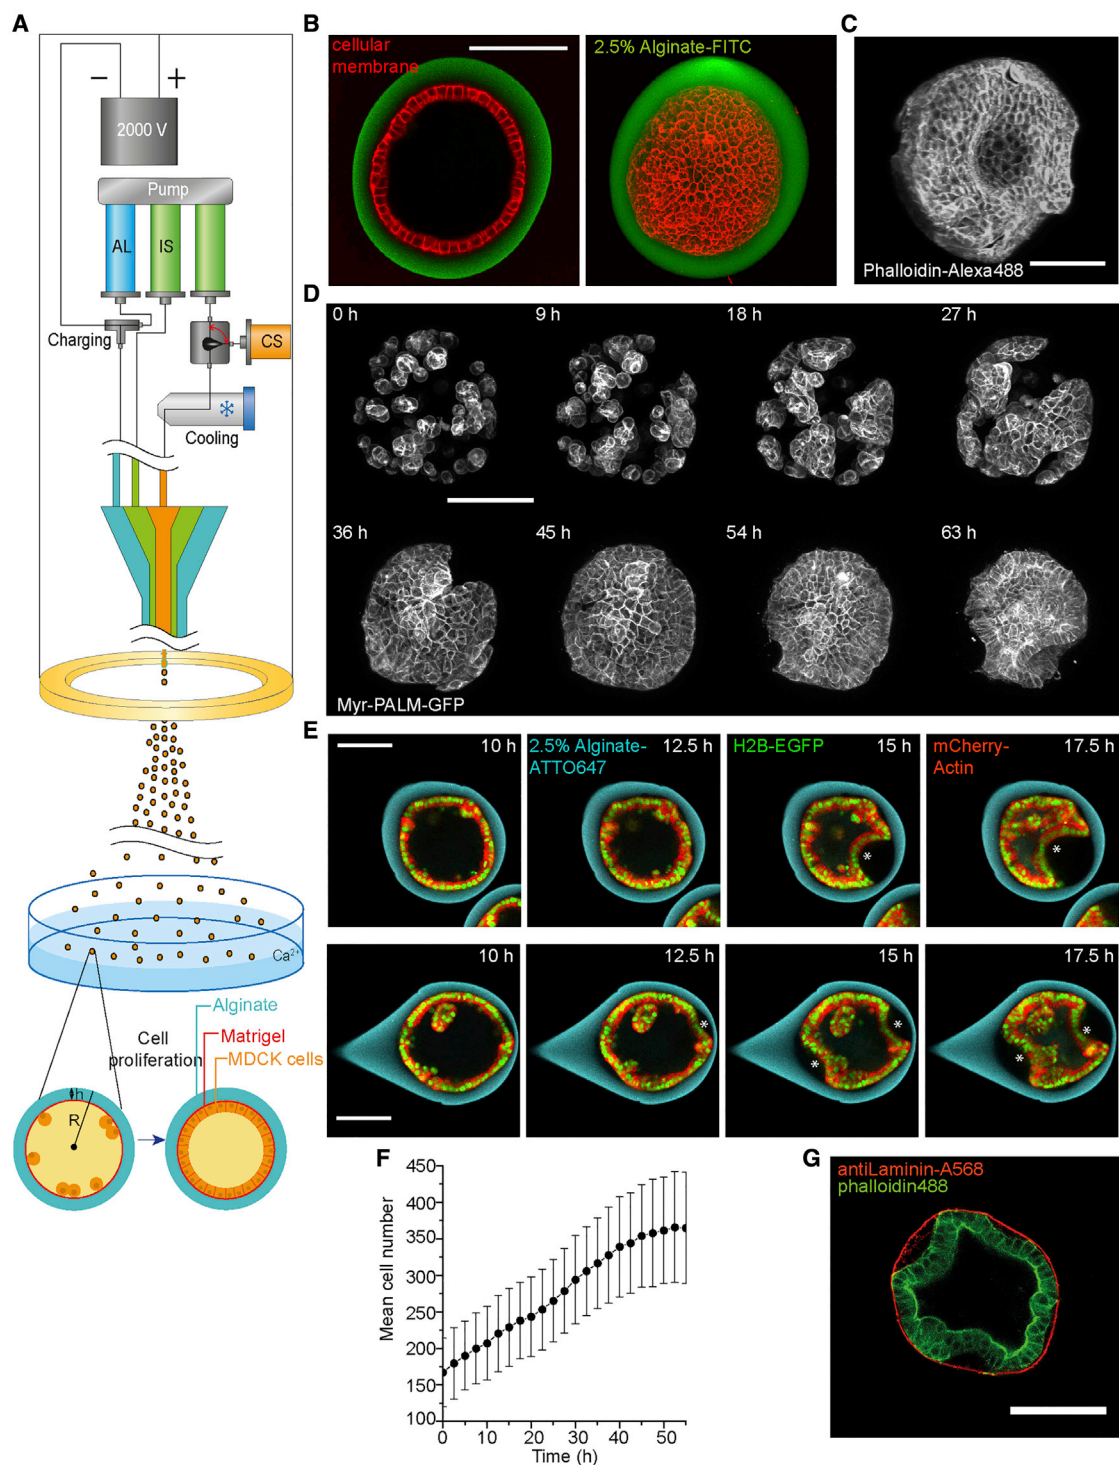 A
−
+
2000 V
Pump
AL
IS
Charging
CS
Cooling
Ca2+
Alginate
Cell
proliferation
Matrigel
MDCK cells
h
R
B
cellular
membrane
2.5% Alginate-FITC
C
Phalloidin-Alexa488
D
0 h
9 h
18 h
27 h
36 h
45 h
54 h
63 h
Myr-PALM-GFP
E
10 h
2.5% Alginate-
ATTO647
12.5 h
H2B-EGFP
15 h
*
mCherry-
Actin
17.5 h
*
10 h
12.5 h
*
15 h
*
*
17.5 h
*
*
F
Mean cell number
450
400
350
300
250
200
150
100
0
10
20
30
40
50
Time (h)
G
antiLaminin-A568
phalloidin488